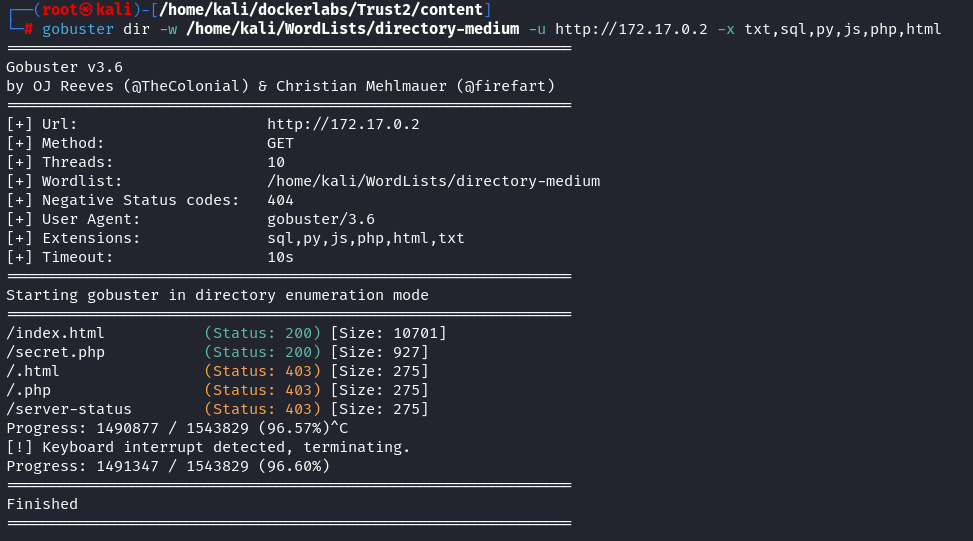 ┌──(root㉿kali)-[/home/kali/dockerlabs/Trust2/content]
└─# gobuster dir -w /home/kali/WordLists/directory-medium -u http://172.17.0.2 -x txt,sql,py,js,php,html
===============================================================
Gobuster v3.6
by OJ Reeves (@TheColonial) & Christian Mehlmauer (@firefart)
===============================================================
[+] Url:                     http://172.17.0.2
[+] Method:                  GET
[+] Threads:                 10
[+] Wordlist:                /home/kali/WordLists/directory-medium
[+] Negative Status codes:   404
[+] User Agent:              gobuster/3.6
[+] Extensions:              sql,py,js,php,html,txt
[+] Timeout:                 10s
===============================================================
Starting gobuster in directory enumeration mode
===============================================================
/index.html           (Status: 200) [Size: 10701]
/secret.php           (Status: 200) [Size: 927]
/.html                (Status: 403) [Size: 275]
/.php                 (Status: 403) [Size: 275]
/server-status        (Status: 403) [Size: 275]
Progress: 1490877 / 1543829 (96.57%)^C
[!] Keyboard interrupt detected, terminating.
Progress: 1491347 / 1543829 (96.60%)
===============================================================
Finished
===============================================================